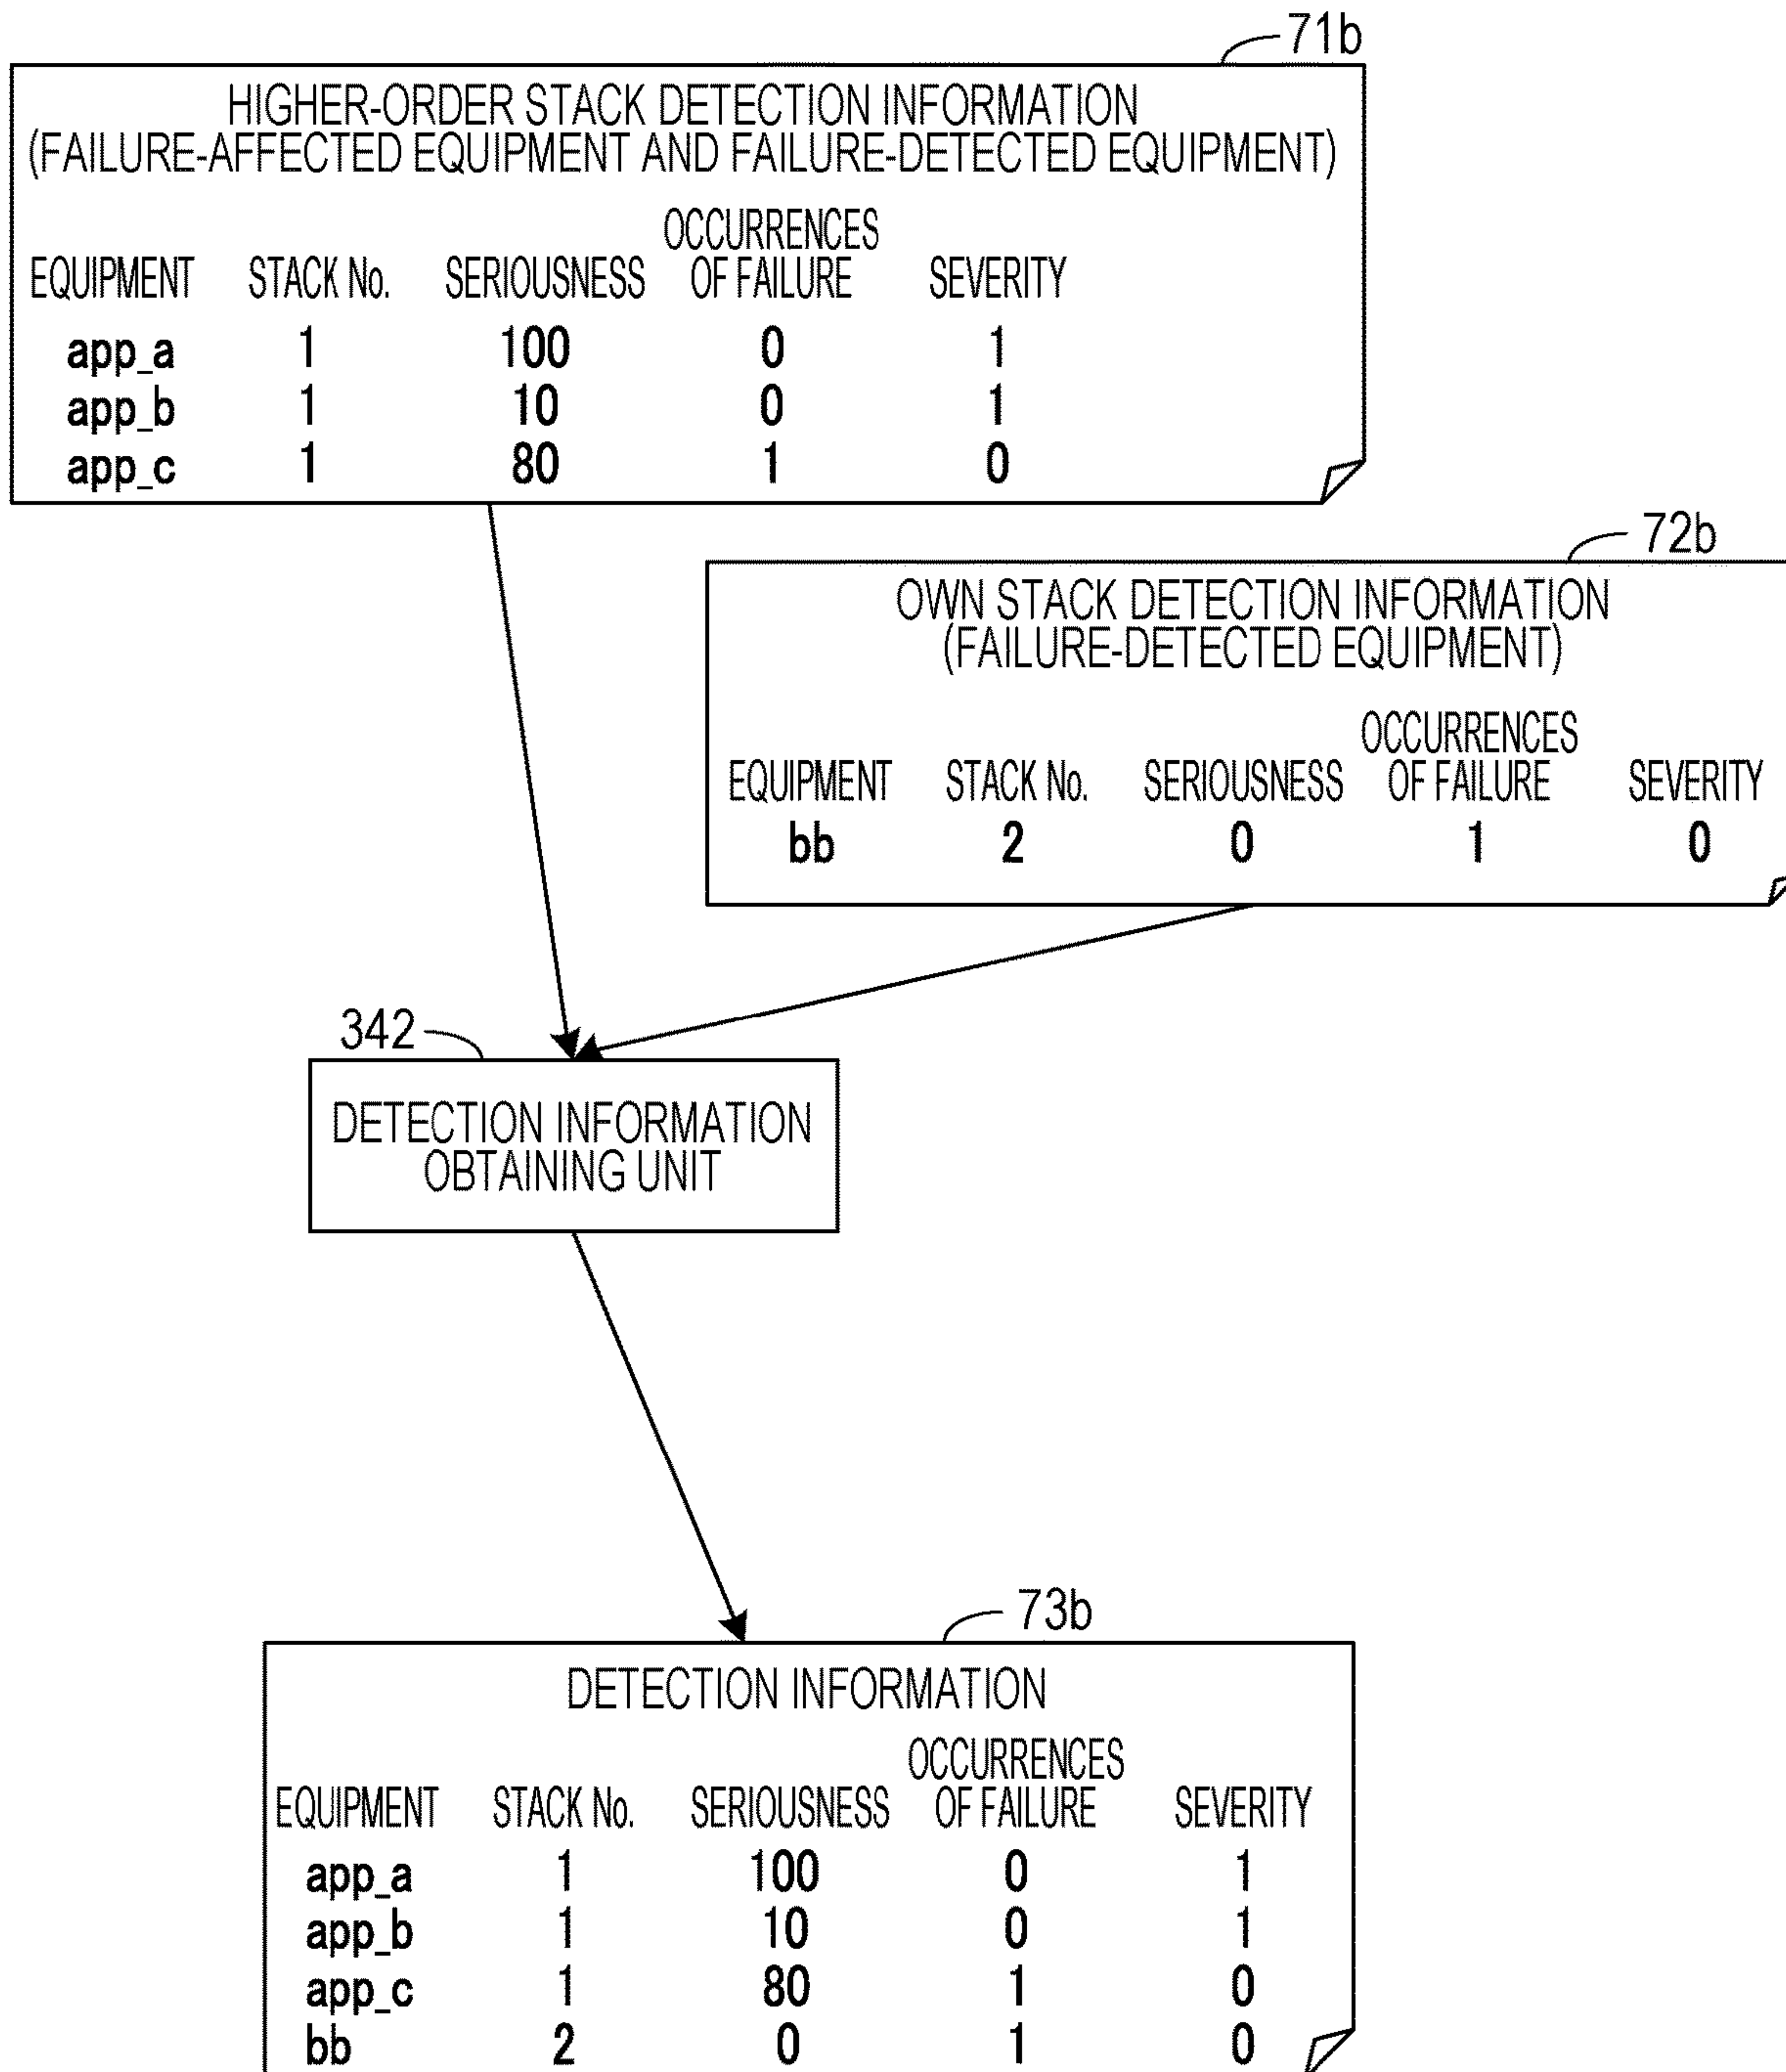 71b
HIGHER-ORDER STACK DETECTION INFORMATION
(FAILURE-AFFECTED EQUIPMENT AND FAILURE-DETECTED EQUIPMENT)
EQUIPMENT STACK No. SERIOUSNESS OCCURRENCES OF FAILURE SEVERITY
app_a 1 100 0 1
app_b 1 10 0 1
app_c 1 80 1 0
72b
OWN STACK DETECTION INFORMATION
(FAILURE-DETECTED EQUIPMENT)
EQUIPMENT STACK No. SERIOUSNESS OCCURRENCES OF FAILURE SEVERITY
bb 2 0 1 0
342
DETECTION INFORMATION
OBTAINING UNIT
73b
DETECTION INFORMATION
EQUIPMENT STACK No. SERIOUSNESS OCCURRENCES OF FAILURE SEVERITY
app_a 1 100 0 1
app_b 1 10 0 1
app_c 1 80 1 0
bb 2 0 1 0